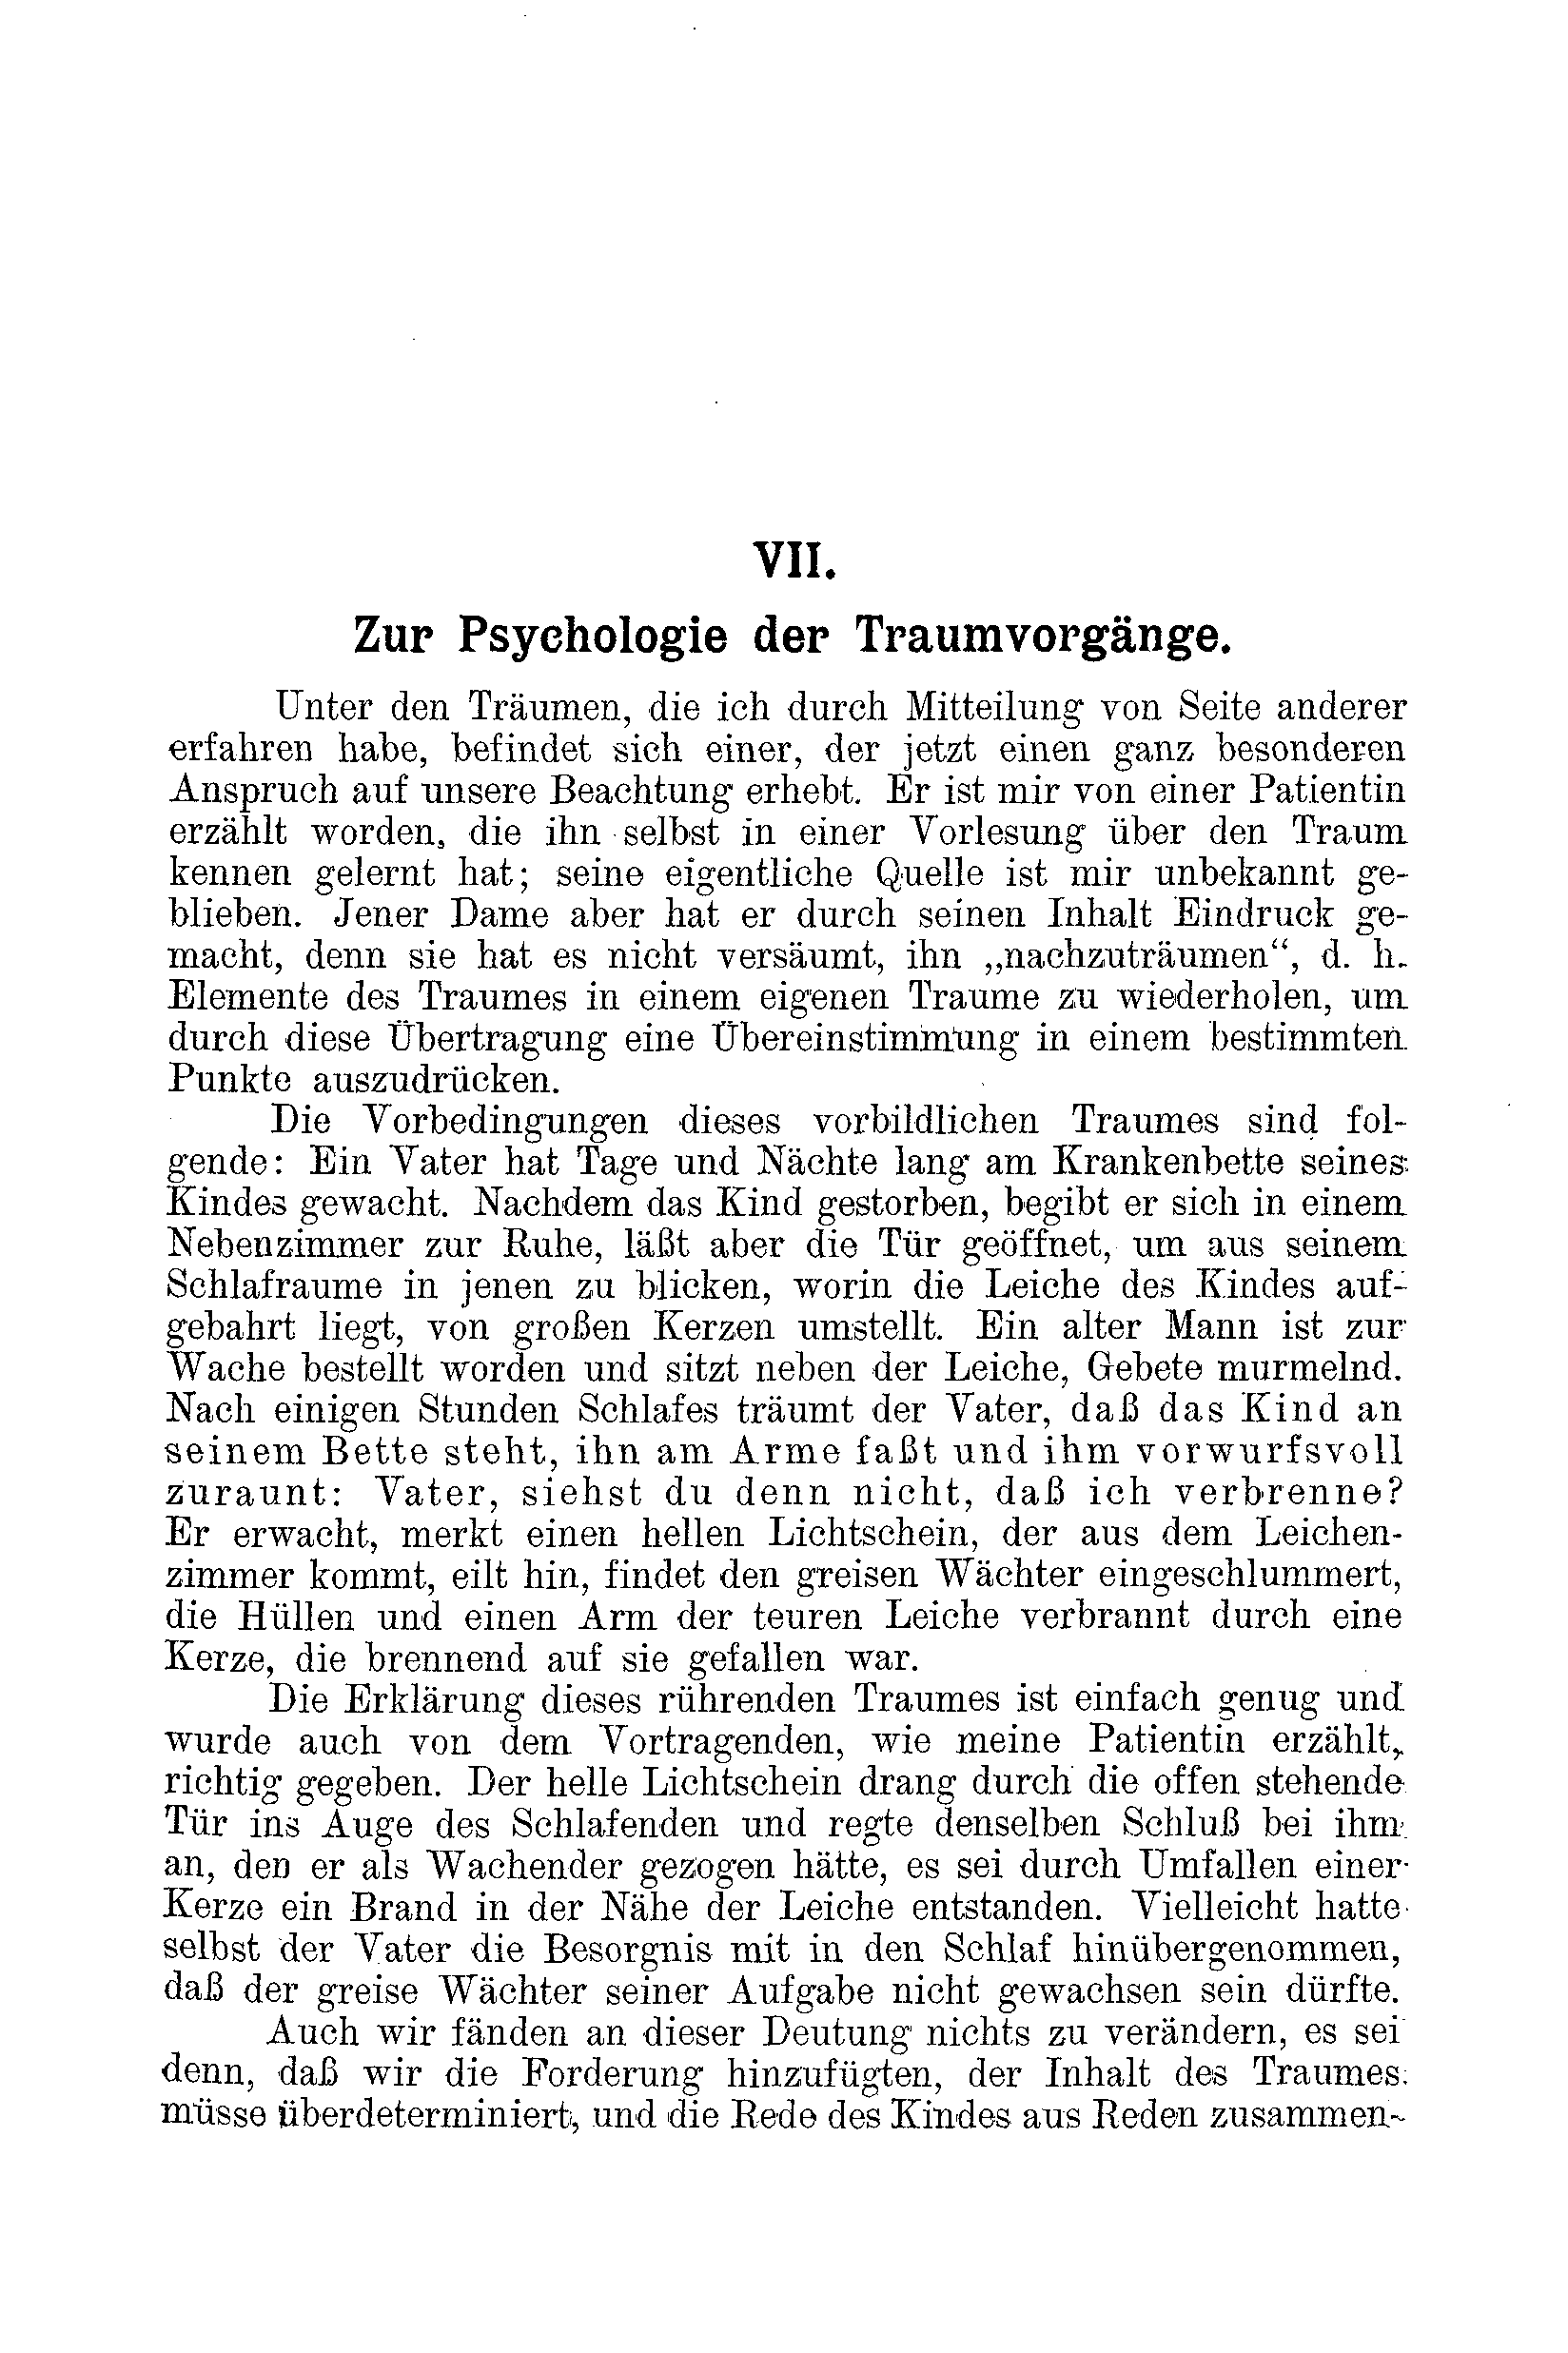 VII.
Zur Psychologie der Traumvorgänge.
Unter den Träumen, die ich durch Mitteilung von Seite anderer
erfahren habe, befindet sich einer, der jetzt einen ganz besonderen
Anspruch auf unsere Beachtung erhebt. Er ist mir von einer Patientin
erzählt worden, die ihn selbst in einer Vorlesung über den Traum
kennen gelernt hat; seine eigentliche Quelle ist mir unbekannt ge-
blieben. Jener Dame aber hat er durch seinen Inhalt Eindruck ge-
macht, denn sie hat es nicht versäumt, ihn „nachzuträumen“, d. h.
Elemente des Traumes in einem eigenen Traume zu wiederholen, um
durch diese Übertragung eine Übereinstimmung in einem bestimmten
Punkte auszudrücken.
Die Vorbedingungen dieses vorbildlichen Traumes sind fol-
gende: Ein Vater hat Tage und Nächte lang am Krankenbette seines
Kindes gewacht. Nachdem das Kind gestorben, begibt er sich in einem
Nebenzimmer zur Ruhe, läßt aber die Tür geöffnet, um aus seinem
Schlafraume in jenen zu blicken, worin die Leiche des Kindes auf-
gebahrt liegt, von großen Kerzen umstellt. Ein alter Mann ist zur
Wache bestellt worden und sitzt neben der Leiche, Gebete murmelnd.
Nach einigen Stunden Schlafes träumt der Vater, daß das Kind an
seinem Bette steht, ihn am Arme faßt und ihm vorwurfsvoll
zuraunt: Vater, siehst du denn nicht, daß ich verbrenne?
Er erwacht, merkt einen hellen Lichtschein, der aus dem Leichen-
zimmer kommt, eilt hin, findet den greisen Wächter eingeschlummert,
die Hüllen und einen Arm der teuren Leiche verbrannt durch eine
Kerze, die brennend auf sie gefallen war.
Die Erklärung dieses rührenden Traumes ist einfach genug und
wurde auch von dem Vortragenden, wie meine Patientin erzählt,
richtig gegeben. Der helle Lichtschein drang durch die offen stehende
Tür ins Auge des Schlafenden und regte denselben Schluß bei ihm
an, den er als Wachender gezogen hätte, es sei durch Umfallen einer
Kerze ein Brand in der Nähe der Leiche entstanden. Vielleicht hatte
selbst der Vater die Besorgnis mit in den Schlaf hinübergenommen,
daß der greise Wächter seiner Aufgabe nicht gewachsen sein dürfte.
Auch wir fänden an dieser Deutung nichts zu verändern, es sei
denn, daß wir die Forderung hinzufügten, der Inhalt des Traumes
müsse überdeterminiert, und die Rede des Kindes aus Reden zusammen-